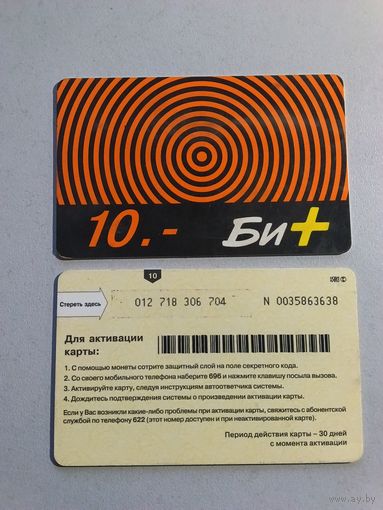 10.- Би+
10
Стереть здесь
012 718 306 704
N 0035863638
Для активации
карты:
1. С помощью монеты сотрите защитный слой на поле секретного кода.
2. Со своего мобильного телефона наберите 696 и нажмите клавишу посыла вызова.
3. Активируйте карту, следуя инструкциям автоответчика системы.
4. Дождитесь подтверждения системы о произведении активации карты.
Если у Вас возникли какие-либо проблемы при активации карты, свяжитесь с абонентской
службой по телефону 622 (этот номер доступен и при неактивированной карте).
Период действия карты – 30 дней
с момента активации
ay.by